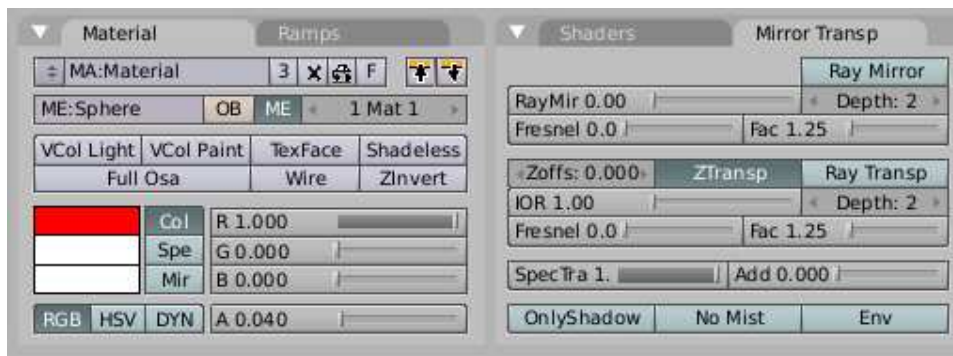 Material Ramps
MA:Material 3 F
ME:Sphere OB ME 1 Mat 1
VCol Light VCol Paint TexFace Shadeless
Full Osa Wire ZInvert
Col R 1.000
Spe G 0.000
Mir B 0.000
RGB HSV DYN A 0.040
Shaders Mirror Transp
Ray Mirror
RayMir 0.00 Depth: 2
Fresnel 0.0 Fac 1.25
Zoffs: 0.000 ZTransp Ray Transp
IOR 1.00 Depth: 2
Fresnel 0.0 Fac 1.25
SpecTra 1. Add 0.000
OnlyShadow No Mist Env